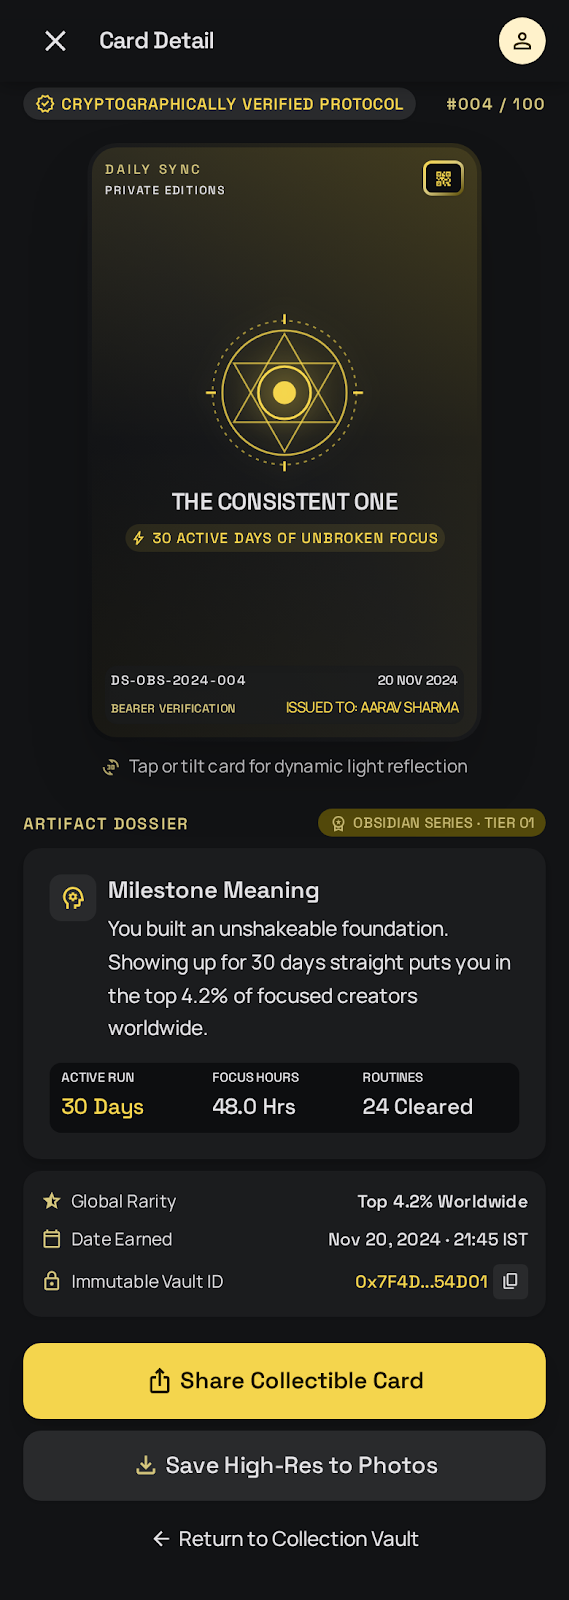 Card Detail
CRYPTOGRAPHICALLY VERIFIED PROTOCOL
#004 / 100
DAILY SYNC
PRIVATE EDITIONS
THE CONSISTENT ONE
30 ACTIVE DAYS OF UNBROKEN FOCUS
DS-OBS-2024-004
20 NOV 2024
BEARER VERIFICATION
ISSUED TO: AARAV SHARMA
Tap or tilt card for dynamic light reflection
ARTIFACT DOSSIER
OBSIDIAN SERIES · TIER 01
Milestone Meaning
You built an unshakeable foundation.
Showing up for 30 days straight puts you in
the top 4.2% of focused creators
worldwide.
ACTIVE RUN
30 Days
FOCUS HOURS
48.0 Hrs
ROUTINES
24 Cleared
Global Rarity
Top 4.2% Worldwide
Date Earned
Nov 20, 2024 · 21:45 IST
Immutable Vault ID
0x7F4D...54D01
Share Collectible Card
Save High-Res to Photos
Return to Collection Vault